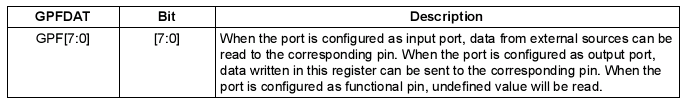 GPFDAT Bit Description
GPF[7:0] [7:0] When the port is configured as input port, data from external sources can be
read to the corresponding pin. When the port is configured as output port,
data written in this register can be sent to the corresponding pin. When the
port is configured as functional pin, undefined value will be read.